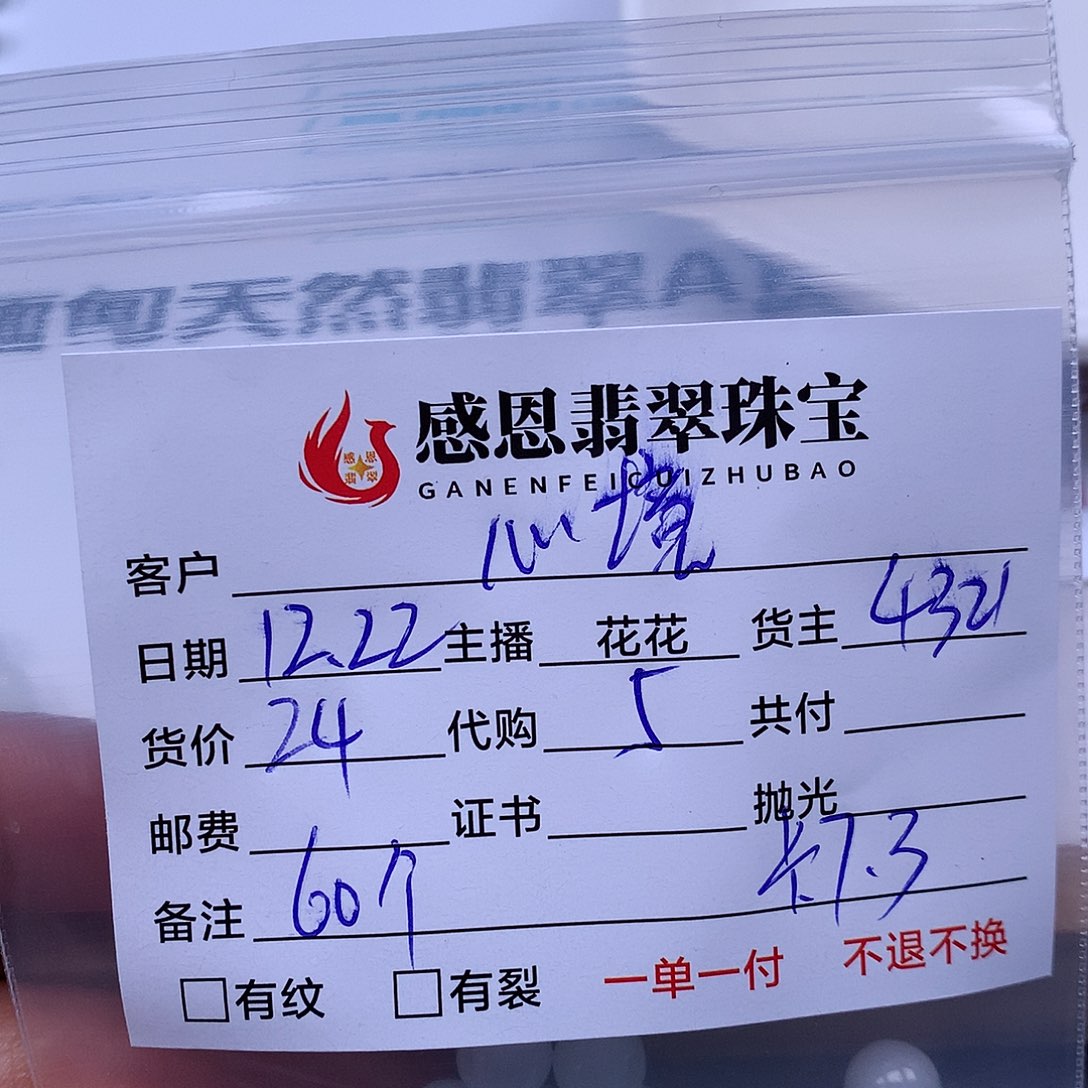 缅甸天然翡翠A
感恩翡翠珠宝
GANENFEICUIZHUBAO
客户 心境
日期 12.22 主播 花花 货主 4321
货价 24 代购 5 共付
邮费 证书 抛光
备注 60个 长7.3
□有纹 □有裂 一单一付 不退不换